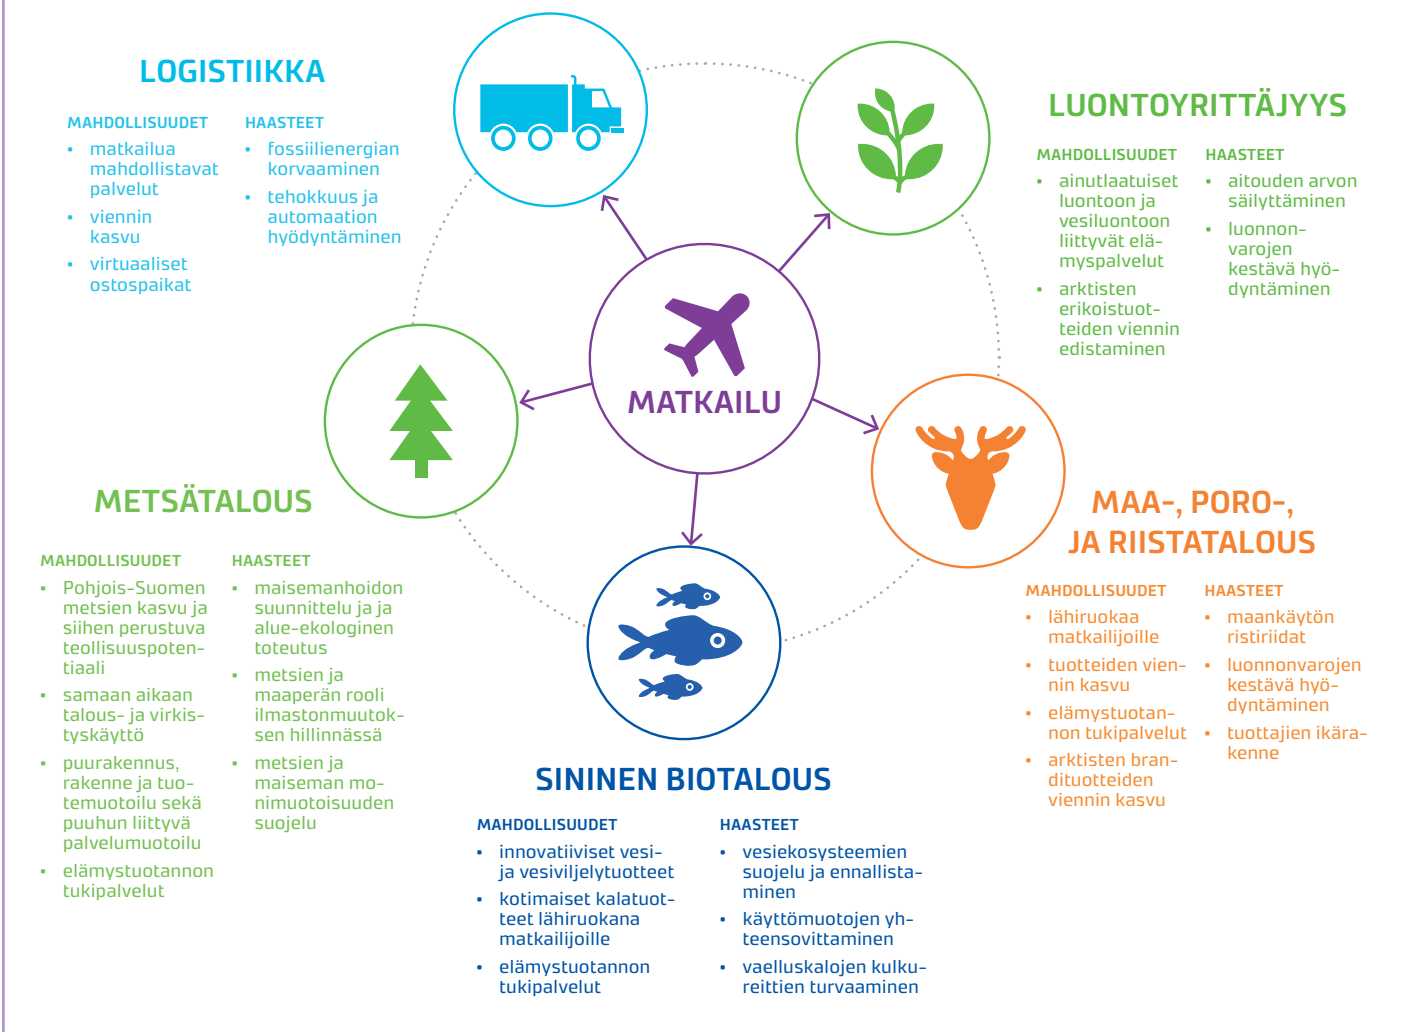 LOGISTIIKKA
MAHDOLLISUUDET
• matkailua
mahdollistavat
palvelut
• viennin
kasvu
• virtuaaliset
ostospaikat
HAASTEET
• fossiilienergian
korvaaminen
• tehokkuus ja
automaation
hyödyntäminen
LUONTOYRITTÄJYYS
MAHDOLLISUUDET
• ainutlaatuiset
luontoon ja
vesiluontoon
liittyvät elä-
myspalvelut
• arktisten
erikoistuot-
teiden viennin
edistaminen
HAASTEET
• aitouden arvon
säilyttäminen
• luonnon-
varojen
kestävä hyö-
dyntäminen
MATKAILU
METSÄTALOUS
MAHDOLLISUUDET
• Pohjois-Suomen
metsien kasvu ja
siihen perustuva
teollisuuspoten-
tiaali
• samaan aikaan
talous- ja virkis-
tyskäyttö
• puurakennus,
rakenne ja tuo-
temuotoilu sekä
puuhun liittyvä
palvelumuotoilu
• elämystuotannon
tukipalvelut
HAASTEET
• maisemanhoidon
suunnittelu ja ja
alue-ekologinen
toteutus
• metsien ja
maaperän rooli
ilmastonmuutok-
sen hillinnässä
• metsien ja
maiseman mo-
nimuotoisuuden
suojelu
MAA-, PORO-,
JA RIISTATALOUS
MAHDOLLISUUDET
• lähiruokaa
matkailijoille
• tuotteiden vien-
nin kasvu
• elämystuotan-
non tukipalvelut
• arktisten bran-
dituotteiden
viennin kasvu
HAASTEET
• maankäytön
ristiriidat
• luonnonvarojen
kestävä hyö-
dyntäminen
• tuottajien ikära-
kenne
SININEN BIOTALOUS
MAHDOLLISUUDET
• innovatiiviset vesi-
ja vesiviljelytuotteet
• kotimaiset kalatuot-
teet lähiruokana
matkailijoille
• elämystuotannon
tukipalvelut
HAASTEET
• vesiekosysteemien
suojelu ja ennallista-
minen
• käyttömuotojen yh-
teensovittaminen
• vaelluskalojen kulku-
reittien turvaaminen